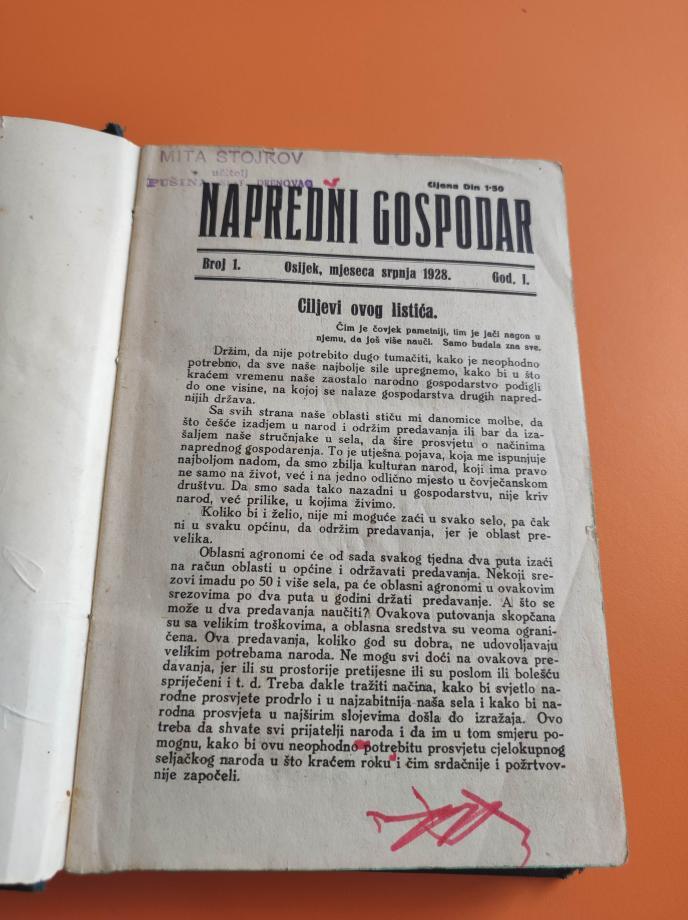 MITA STOJKOV
učitelj
PUŠINA DRENOVAC
Cijena Din 1·50
NAPREDNI GOSPODAR
Broj 1. Osijek, mjeseca srpnja 1928. God. I.
Ciljevi ovog listića.
Čim je čovjek pametniji, tim je jači nagon u
njemu, da još više nauči. Samo budala zna sve.
Držim, da nije potrebito dugo tumačiti, kako je neophodno
potrebno, da sve naše najbolje sile upregnemo, kako bi u što
kraćem vremenu naše zaostalo narodno gospodarstvo podigli
do one visine, na kojoj se nalaze gospodarstva drugih napred-
nijih država.
Sa svih strana naše oblasti stiču mi danomice molbe, da
što češće izadjem u narod i održim predavanja ili bar da iza-
šaljem naše stručnjake u sela, da šire prosvjetu o načinima
naprednog gospodarenja. To je utješna pojava, koja me ispunjuje
najboljom nadom, da smo zbilja kulturan narod, koji ima pravo
ne samo na život, već i na jedno odlično mjesto u čovječanskom
društvu. Da smo sada tako nazadni u gospodarstvu, nije kriv
narod, već prilike, u kojima živimo.
Koliko bi i želio, nije mi moguće zaći u svako selo, pa čak
ni u svaku općinu, da održim predavanja, jer je oblast pre-
velika.
Oblasni agronomi će od sada svakog tjedna dva puta izaći
na račun oblasti u općine i održavati predavanja. Nekoji sre-
zovi imadu po 50 i više sela, pa će oblasni agronomi u ovakovim
srezovima po dva puta u godini držati predavanje. A što se
može u dva predavanja naučiti? Ovakova putovanja skopčana
su sa velikim troškovima, a oblasna sredstva su veoma ograni-
čena. Ova predavanja, koliko god su dobra, ne udovoljavaju
velikim potrebama naroda. Ne mogu svi doći na ovakova pre-
davanja, jer ili su prostorije pretijesne ili su poslom ili bolešću
spriječeni i t. d. Treba dakle tražiti načina, kako bi svjetlo na-
rodne prosvjete prodrlo i u najzabitnija naša sela i kako bi na-
rodna prosvjeta u najširim slojevima došla do izražaja. Ovo
treba da shvate svi prijatelji naroda i da im u tom smjeru po-
mognu, kako bi ovu neophodno potrebitu prosvjetu cjelokupnog
seljačkog naroda u što kraćem roku i čim srdačnije i požrtvov-
nije započeli.